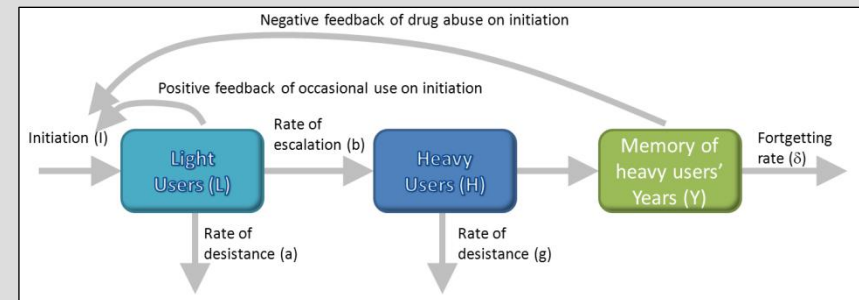 Negative feedback of drug abuse on initiation
Positive feedback of occasional use on initiation
Initiation (I)
Light
Users (L)
Rate of
escalation (b)
Heavy
Users (H)
Memory of
heavy users'
Years (Y)
Fortgetting
rate (δ)
Rate of
desistance (a)
Rate of
desistance (g)